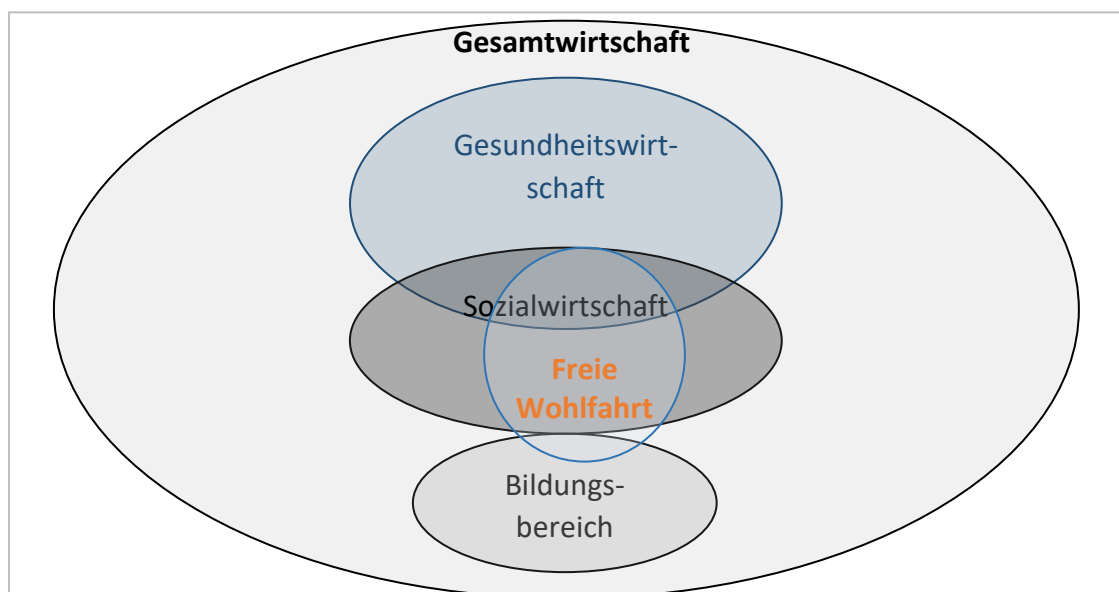 Gesamtwirtschaft
Gesundheitswirt-
schaft
Sozialwirtschaft
Freie
Wohlfahrt
Bildungs-
bereich